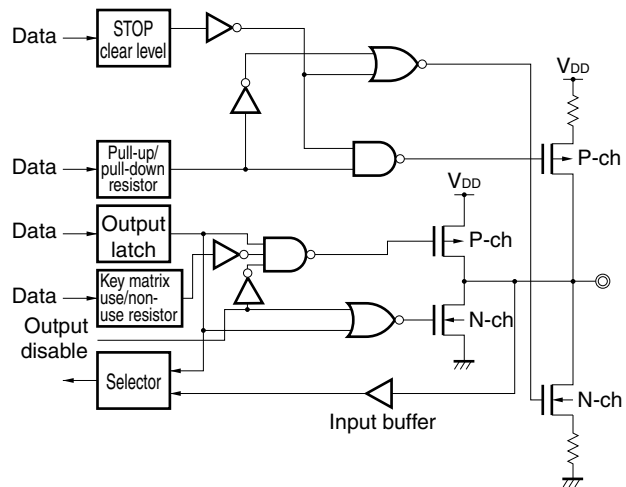 Data
STOP
clear level
VDD
Data
Pull-up/
pull-down
resistor
P-ch
VDD
Data
Output
latch
P-ch
Data
Key matrix
use/non-
use resistor
Output
disable
N-ch
Selector
Input buffer
N-ch